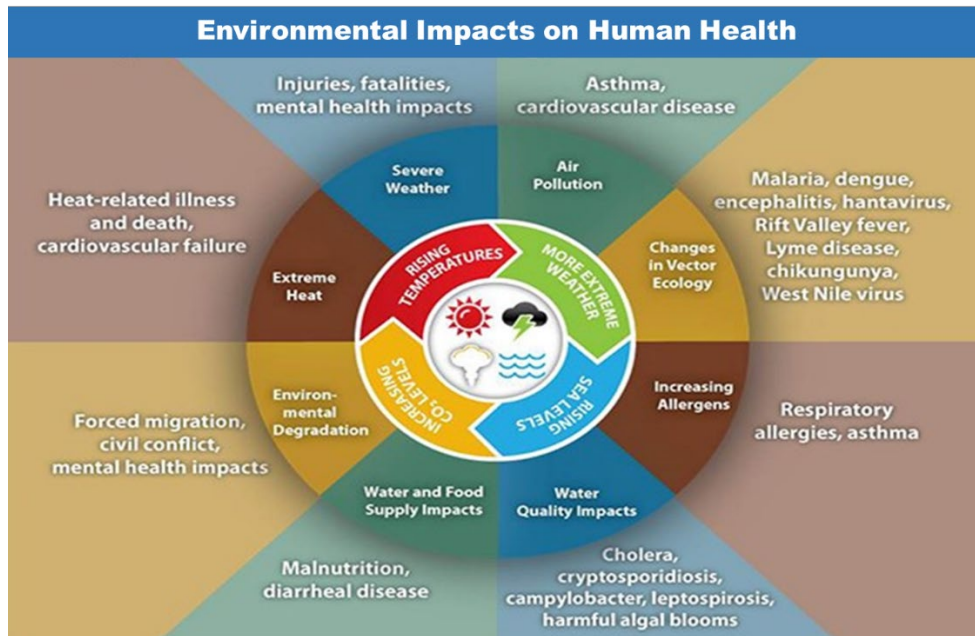 Environmental Impacts on Human Health
Injuries, fatalities,
mental health impacts
Asthma,
cardiovascular disease
Severe
Weather
Air
Pollution
Heat-related illness
and death,
cardiovascular failure
Malaria, dengue,
encephalitis, hantavirus,
Rift Valley fever,
Lyme disease,
chikungunya,
West Nile virus
Extreme
Heat
Changes
in Vector
Ecology
RISING
TEMPERATURES
MORE EXTREME
WEATHER
INCREASING
CO₂ LEVELS
RISING
SEA LEVELS
Environ-
mental
Degradation
Increasing
Allergens
Forced migration,
civil conflict,
mental health impacts
Respiratory
allergies, asthma
Water and Food
Supply Impacts
Water
Quality Impacts
Malnutrition,
diarrheal disease
Cholera,
cryptosporidiosis,
campylobacter, leptospirosis,
harmful algal blooms